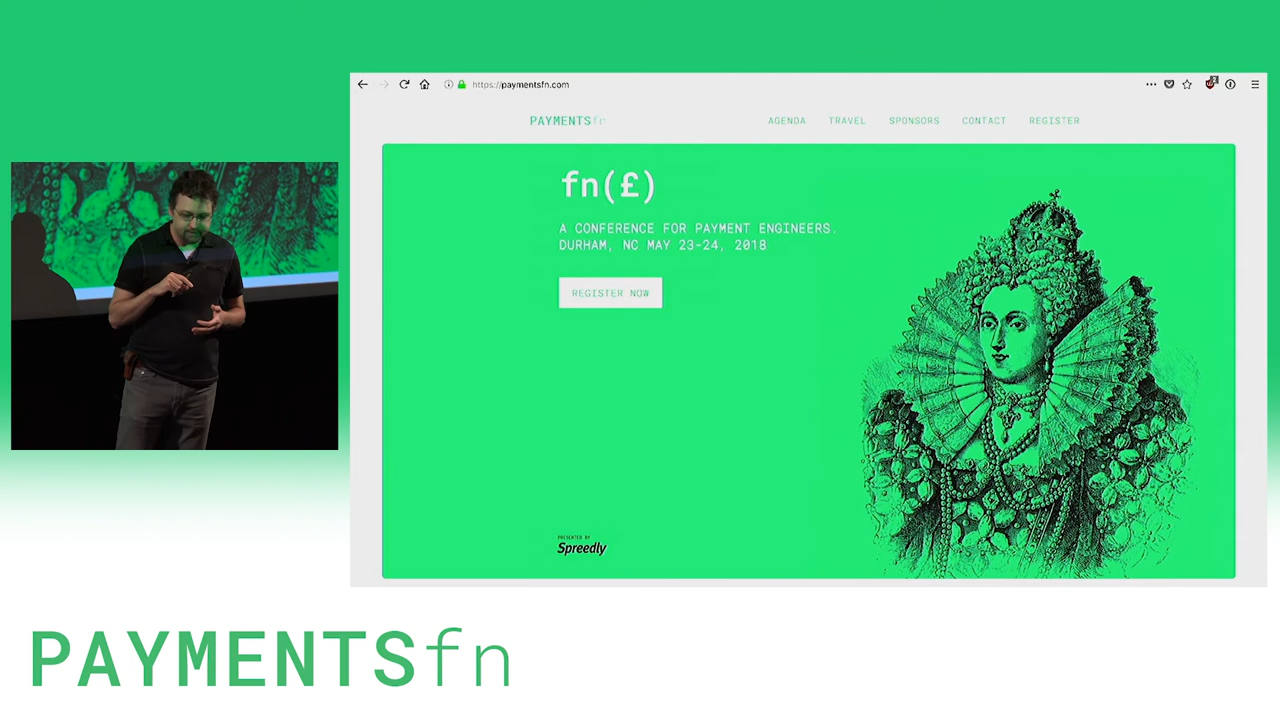 https://paymentsfn.com
PAYMENTSfn
AGENDA TRAVEL SPONSORS CONTACT REGISTER
fn(£)
A CONFERENCE FOR PAYMENT ENGINEERS.
DURHAM, NC MAY 23-24, 2018
REGISTER NOW
PRESENTED BY
Spreedly
PAYMENTSfn